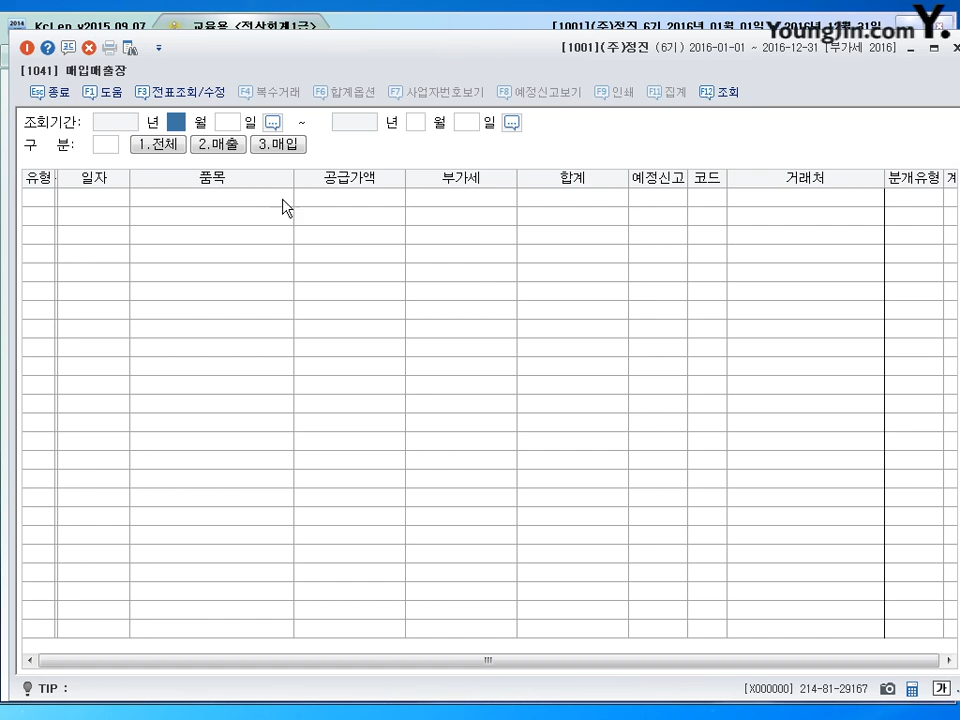 2014 KcLep v2015.09.07 교육용 <전산회계1급> [1001](주)정진 6기 2016년 01월 01일 ~ 2016년 12월 31일
YoungJin.com Y.
[1001](주)정진 (6기) 2016-01-01 ~ 2016-12-31 [부가세 2016]
[1041] 매입매출장
Esc 종료 F1 도움 F3 전표조회/수정 F4 복수거래 F6 합계옵션 F7 사업자번호보기 F8 예정신고보기 F9 인쇄 F11 집계 F12 조회
조회기간: 년 월 일 ~ 년 월 일
구 분: 1.전체 2.매출 3.매입
유형 일자 품목 공급가액 부가세 합계 예정신고 코드 거래처 분개유형 계
TIP :
[X000000] 214-81-29167 가